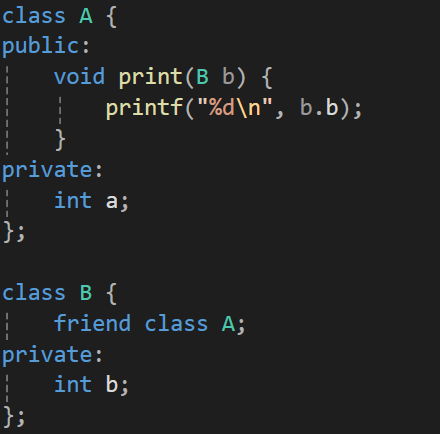 class A {
public:
    void print(B b) {
        printf("%d\n", b.b);
    }
private:
    int a;
};

class B {
    friend class A;
private:
    int b;
};